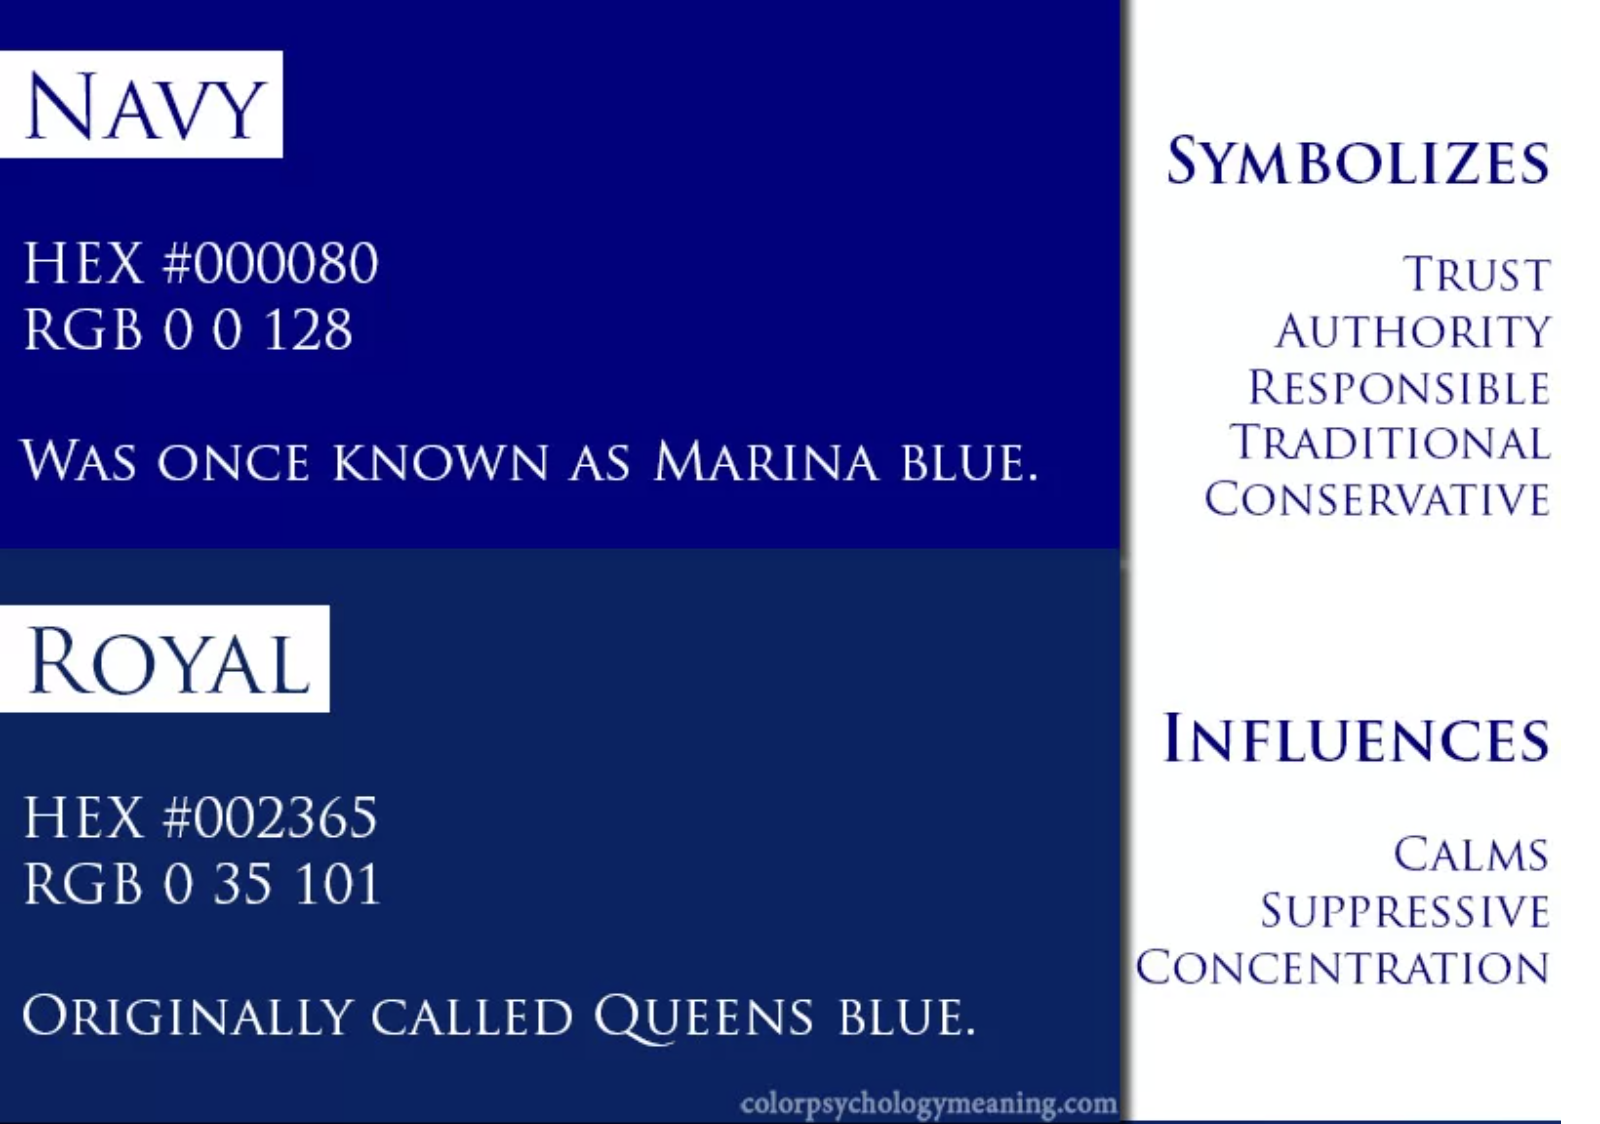 Navy
HEX #000080
RGB 0 0 128
Was once known as Marina blue.
Royal
HEX #002365
RGB 0 35 101
Originally called Queens blue.
Symbolizes
Trust
Authority
Responsible
Traditional
Conservative
Influences
Calms
Suppressive
Concentration
colorpsychologymeaning.com